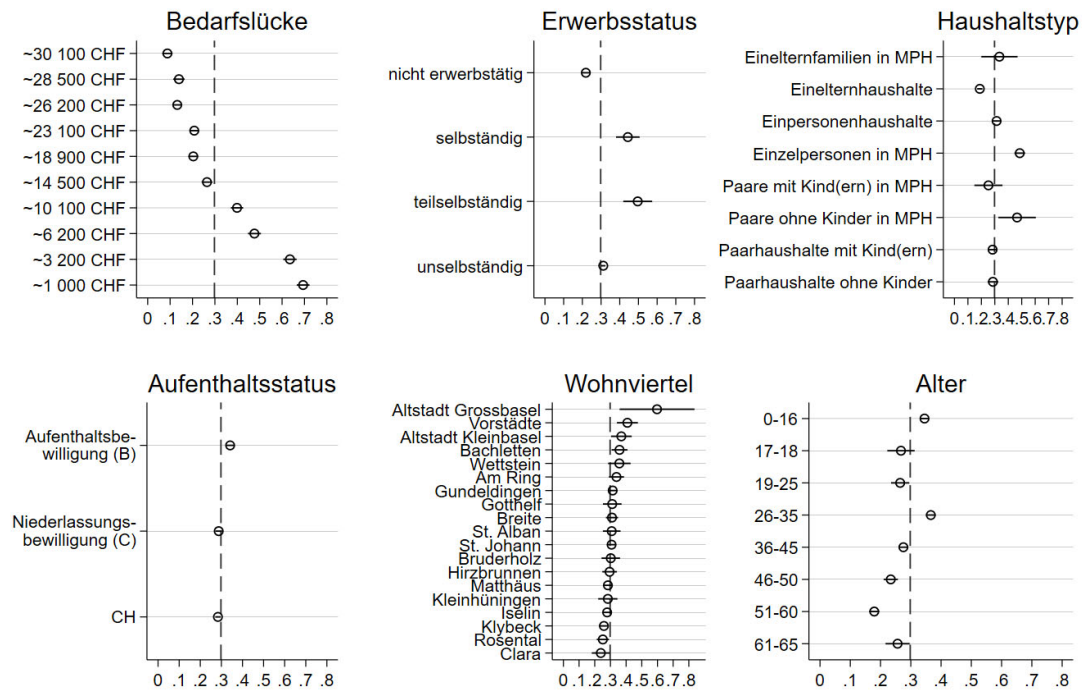 Bedarfslücke
~30 100 CHF
~28 500 CHF
~26 200 CHF
~23 100 CHF
~18 900 CHF
~14 500 CHF
~10 100 CHF
~6 200 CHF
~3 200 CHF
~1 000 CHF
0 .1 .2 .3 .4 .5 .6 .7 .8
Erwerbsstatus
nicht erwerbstätig
selbständig
teilselbständig
unselbständig
0 .1 .2 .3 .4 .5 .6 .7 .8
Haushaltstyp
Einelternfamilien in MPH
Einelternhaushalte
Einpersonenhaushalte
Einzelpersonen in MPH
Paare mit Kind(ern) in MPH
Paare ohne Kinder in MPH
Paarhaushalte mit Kind(ern)
Paarhaushalte ohne Kinder
0 .1 .2 .3 .4 .5 .6 .7 .8
Aufenthaltsstatus
Aufenthaltsbe-
willigung (B)
Niederlassungs-
bewilligung (C)
CH
0 .1 .2 .3 .4 .5 .6 .7 .8
Wohnviertel
Altstadt Grossbasel
Vorstädte
Altstadt Kleinbasel
Bachletten
Wettstein
Am Ring
Gundeldingen
Gotthelf
Breite
St. Alban
St. Johann
Bruderholz
Hirzbrunnen
Matthäus
Kleinhüningen
Iselin
Klybeck
Rosental
Clara
0 .1 .2 .3 .4 .5 .6 .7 .8
Alter
0-16
17-18
19-25
26-35
36-45
46-50
51-60
61-65
0 .1 .2 .3 .4 .5 .6 .7 .8